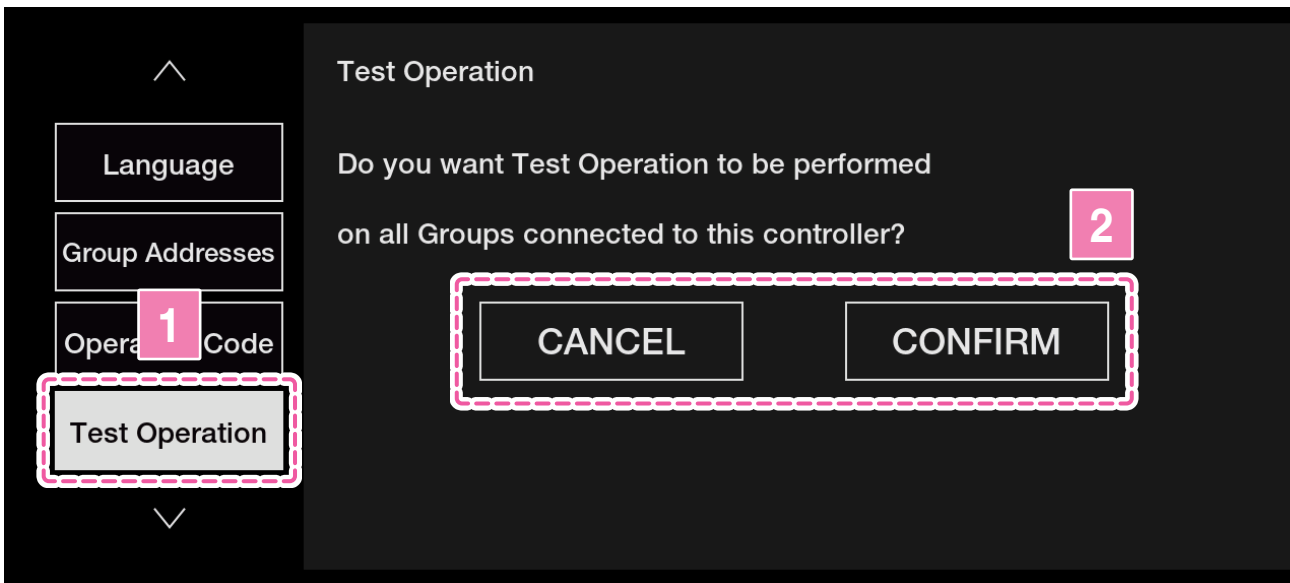 Test Operation
Language
Do you want Test Operation to be performed
on all Groups connected to this controller?
2
Group Addresses
1
Opera Code
CANCEL
CONFIRM
Test Operation